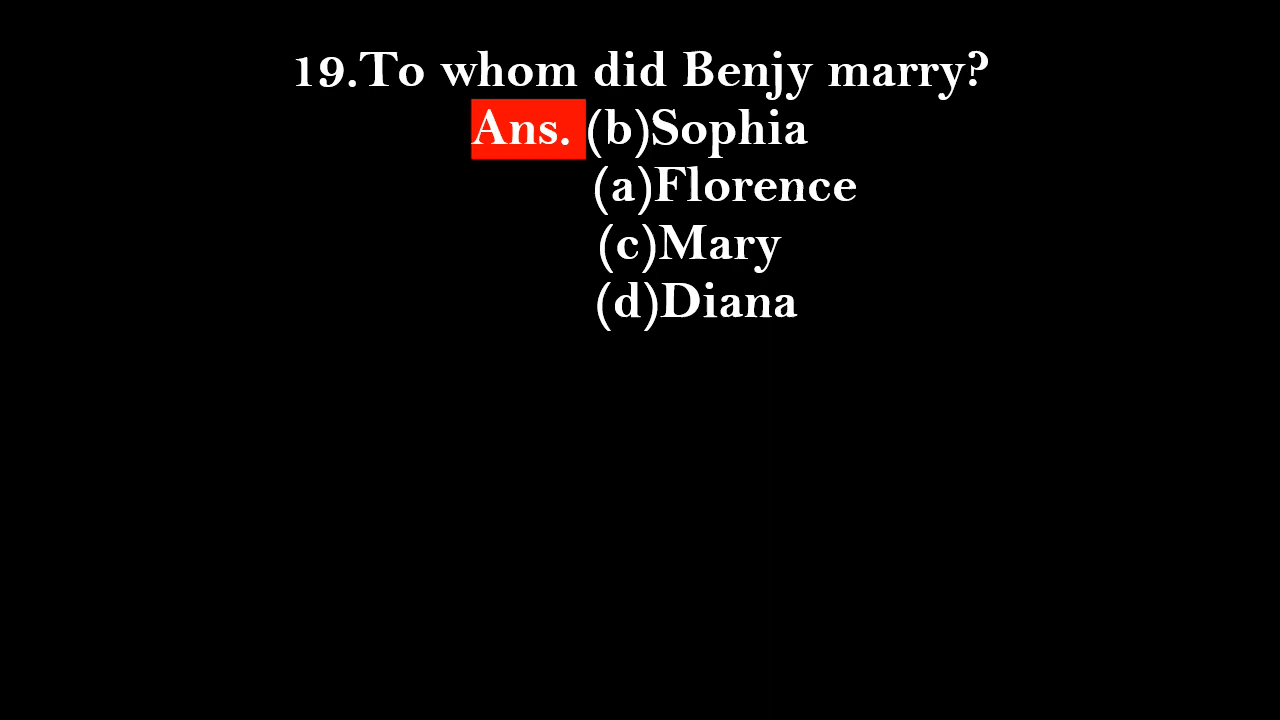 19.To whom did Benjy marry?
Ans. (b)Sophia
(a)Florence
(c)Mary
(d)Diana